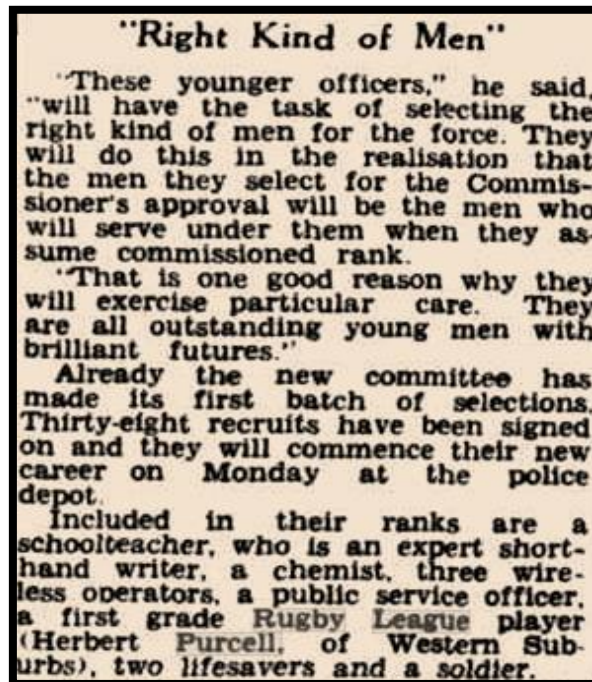 "Right Kind of Men"
"These younger officers," he said,
"will have the task of selecting the
right kind of men for the force. They
will do this in the realisation that
the men they select for the Commis-
sioner's approval will be the men who
will serve under them when they as-
sume commissioned rank.
"That is one good reason why they
will exercise particular care. They
are all outstanding young men with
brilliant futures."
Already the new committee has
made its first batch of selections.
Thirty-eight recruits have been signed
on and they will commence their new
career on Monday at the police
depot.
Included in their ranks are a
schoolteacher, who is an expert short-
hand writer, a chemist, three wire-
less operators, a public service officer,
a first grade Rugby League player
(Herbert Purcell, of Western Sub-
urbs), two lifesavers and a soldier.